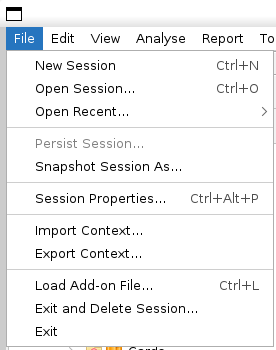 File Edit View Analyse Report To
New Session Ctrl+N
Open Session... Ctrl+O
Open Recent...
Persist Session...
Snapshot Session As...
Session Properties... Ctrl+Alt+P
Import Context...
Export Context...
Load Add-on File... Ctrl+L
Exit and Delete Session...
Exit